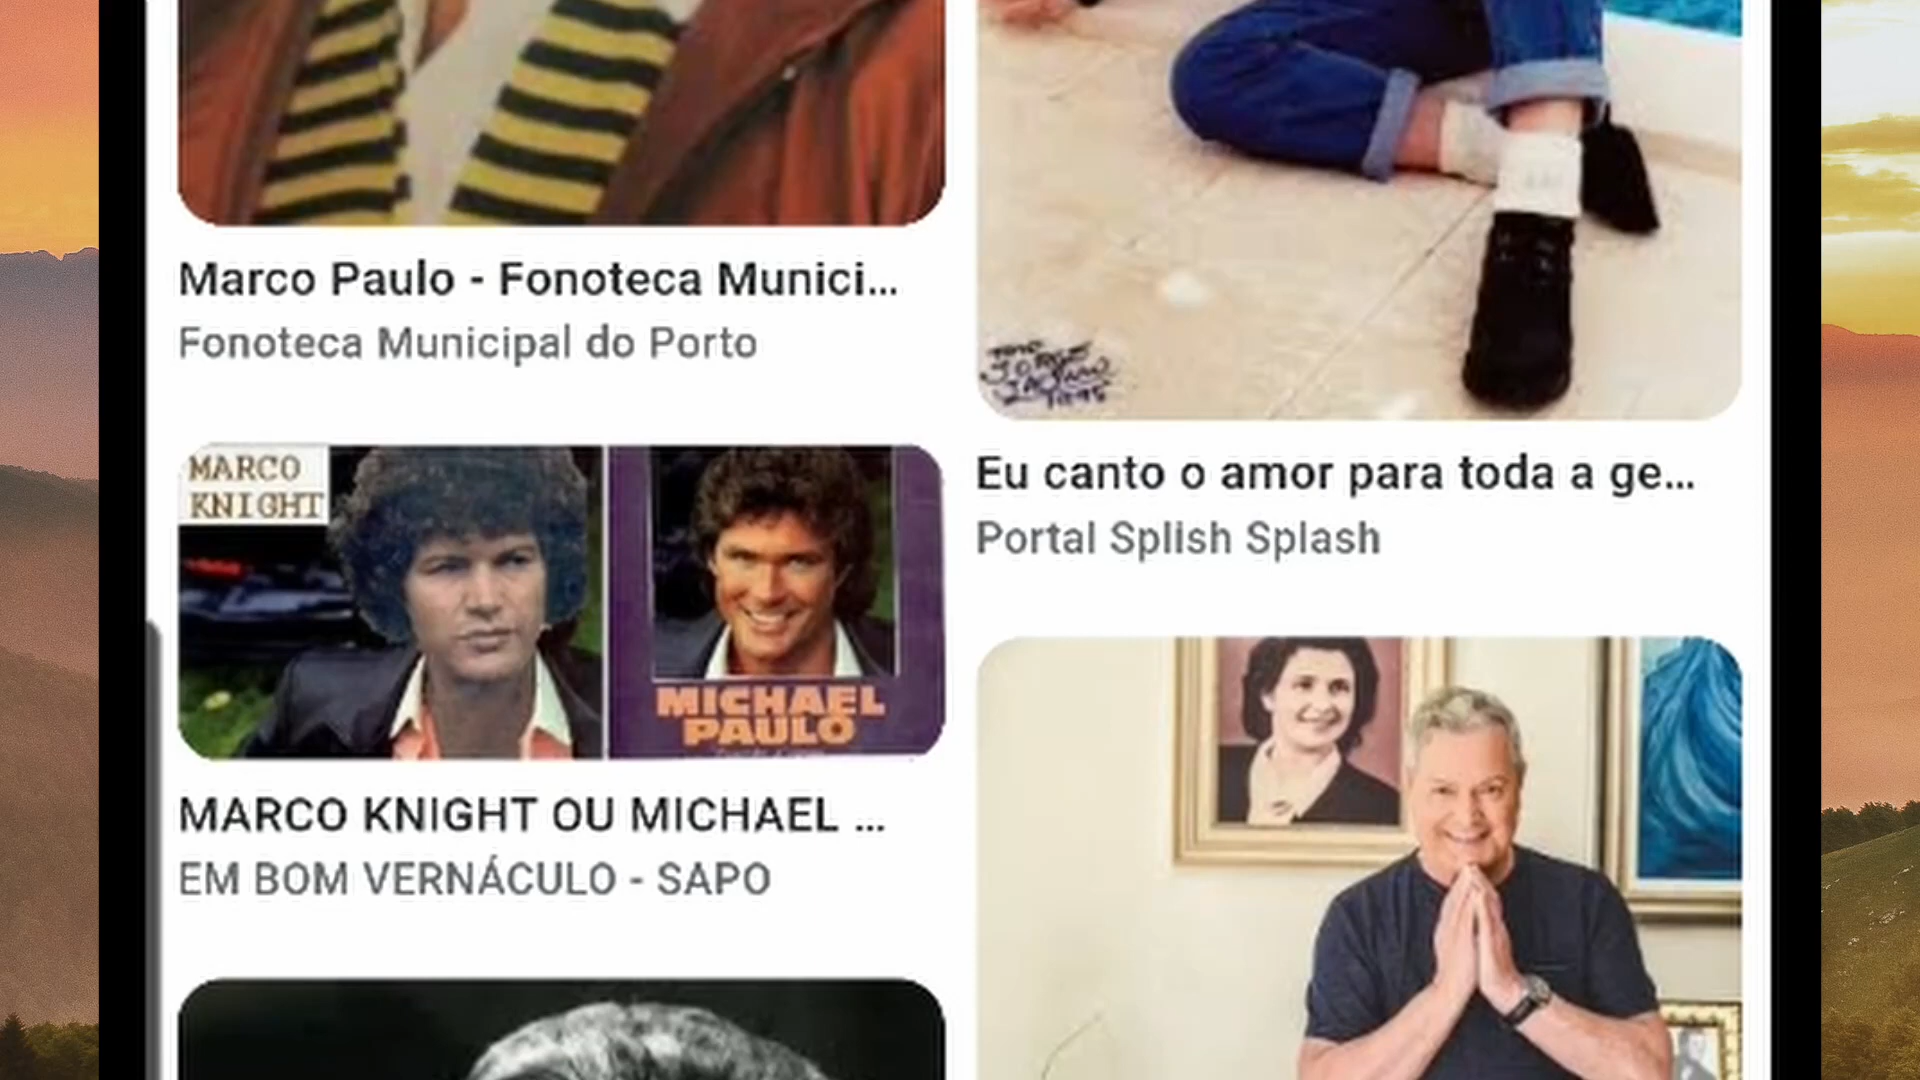 Marco Paulo - Fonoteca Munici...
Fonoteca Municipal do Porto
MARCO
KNIGHT
MICHAEL
PAULO
MARCO KNIGHT OU MICHAEL ...
EM BOM VERNÁCULO - SAPO
1995
Eu canto o amor para toda a ge...
Portal Splish Splash